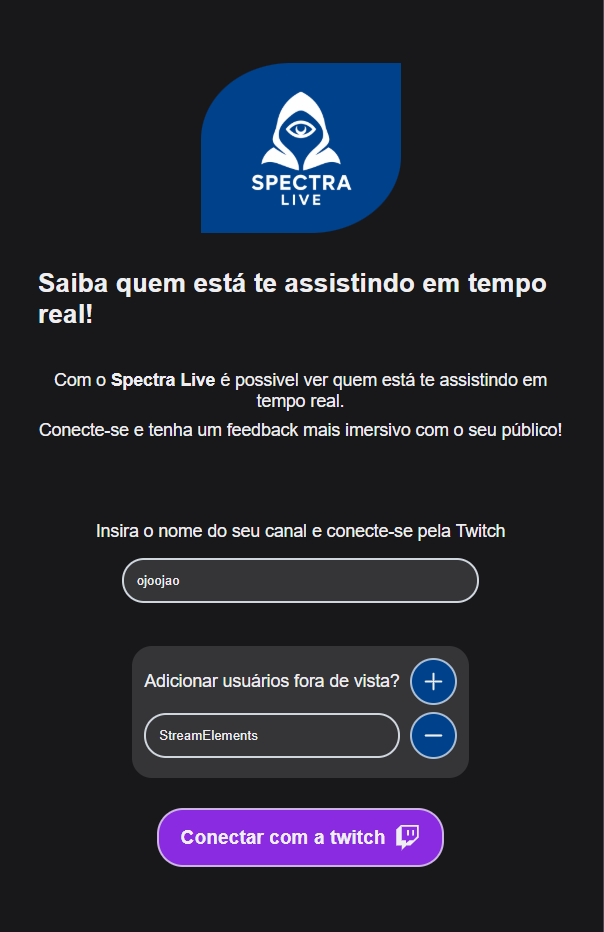 SPECTRA
LIVE
Saiba quem está te assistindo em tempo
real!
Com o Spectra Live é possivel ver quem está te assistindo em
tempo real.
Conecte-se e tenha um feedback mais imersivo com o seu público!
Insira o nome do seu canal e conecte-se pela Twitch
ojoojao
Adicionar usuários fora de vista?
StreamElements
Conectar com a twitch